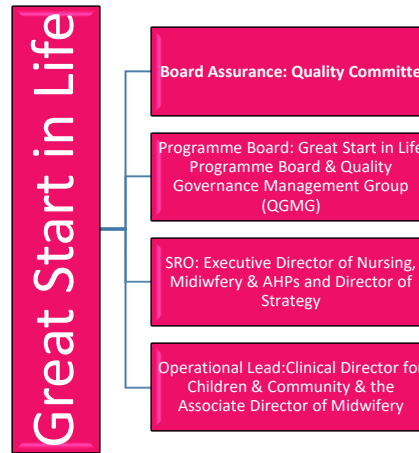 Great Start in Life
Board Assurance: Quality Committe
Programme Board: Great Start in Life
Programme Board & Quality
Governance Management Group
(QGMG)
SRO: Executive Director of Nursing,
Midiwfery & AHPs and Director of
Strategy
Operational Lead:Clinical Director for
Children & Community & the
Associate Director of Midwifery